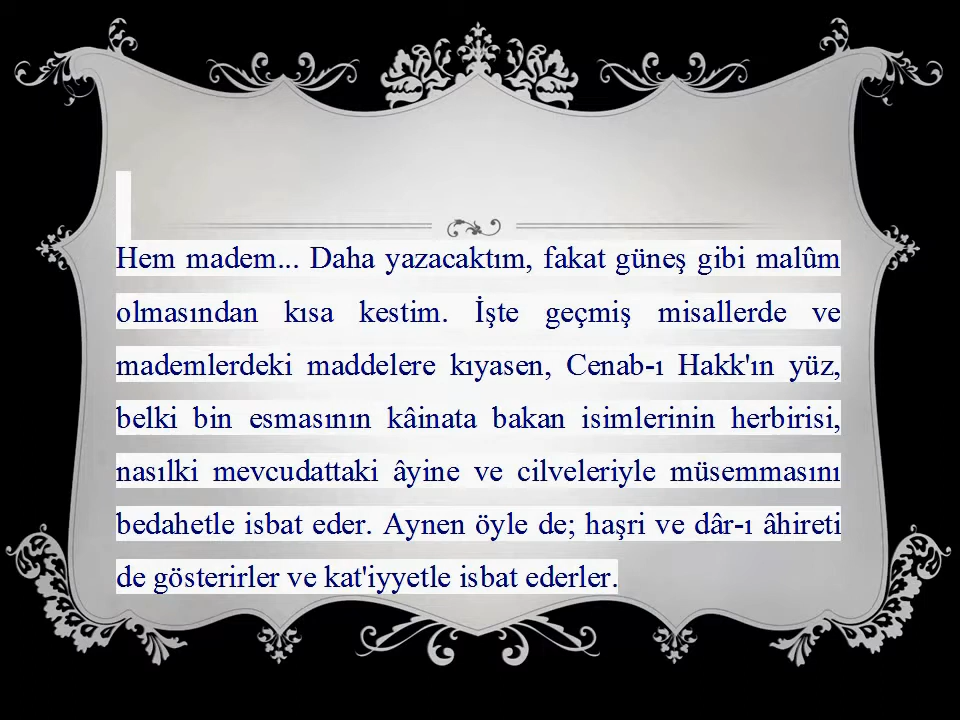 Hem madem... Daha yazacaktım, fakat güneş gibi malûm
olmasından kısa kestim. İşte geçmiş misallerde ve
mademlerdeki maddelere kıyasen, Cenab-ı Hakk'ın yüz,
belki bin esmasının kâinata bakan isimlerinin herbirisi,
nasılki mevcudattaki âyine ve cilveleriyle müsemmasını
bedahetle isbat eder. Aynen öyle de; haşri ve dâr-ı âhireti
de gösterirler ve kat'iyyetle isbat ederler.